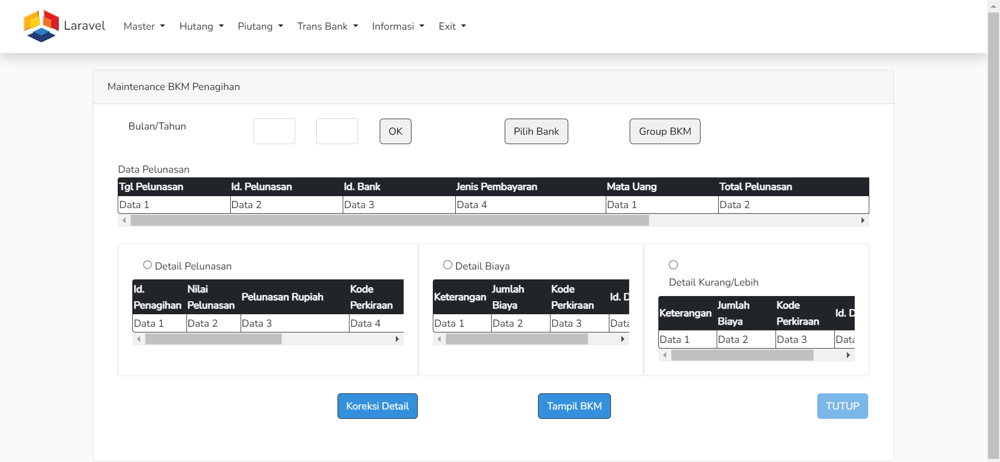 Laravel Master Hutang Piutang Trans Bank Informasi Exit
Maintenance BKM Penagihan
Bulan/Tahun OK Pilih Bank Group BKM
Data Pelunasan
Tgl Pelunasan Id. Pelunasan Id. Bank Jenis Pembayaran Mata Uang Total Pelunasan
Data 1 Data 2 Data 3 Data 4 Data 1 Data 2
Detail Pelunasan
Id. Penagihan Nilai Pelunasan Pelunasan Rupiah Kode Perkiraan
Data 1 Data 2 Data 3 Data 4
Detail Biaya
Keterangan Jumlah Biaya Kode Perkiraan Id. D
Data 1 Data 2 Data 3 Data
Detail Kurang/Lebih
Keterangan Jumlah Biaya Kode Perkiraan Id. D
Data 1 Data 2 Data 3 Data
Koreksi Detail Tampil BKM TUTUP